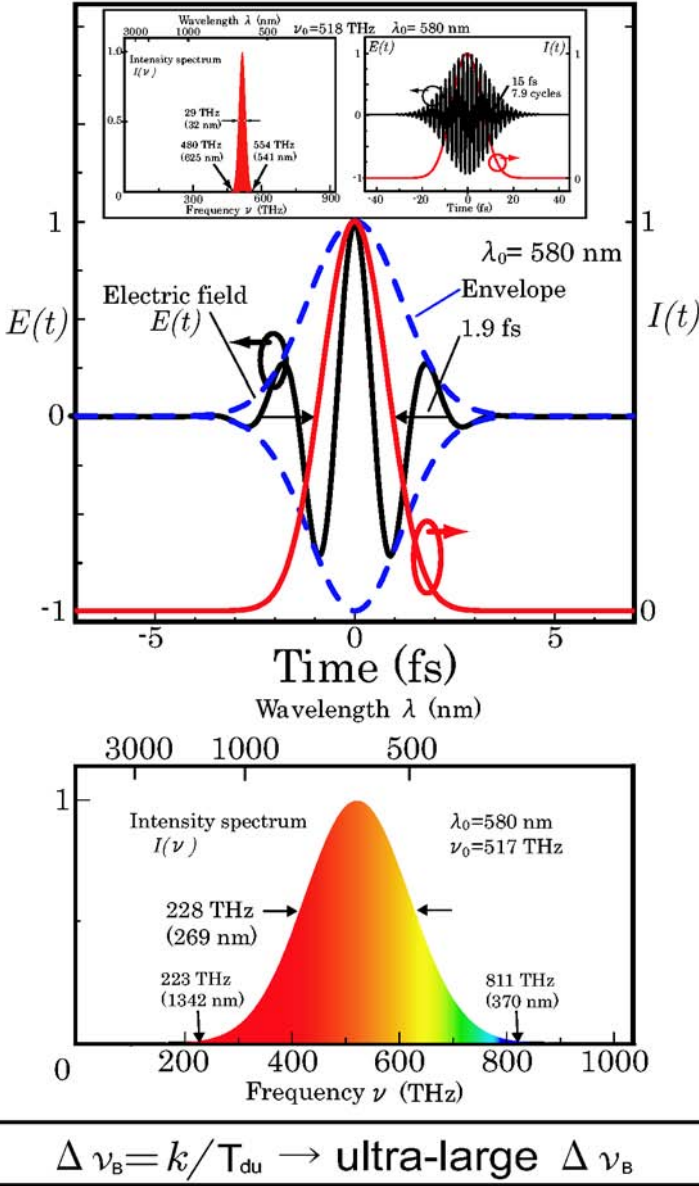 Wavelength λ (nm)
3000 1000 500
ν₀=518 THz λ₀= 580 nm
1.0
Intensity spectrum
I(ν)
0.5
29 THz
(32 nm)
480 THz
(625 nm)
554 THz
(541 nm)
0
300 600 900
Frequency ν (THz)
E(t) I(t)
1 1
15 fs
7.9 cycles
0
-1 0
-40 -20 0 20 40
Time (fs)
1 1
λ₀= 580 nm
Electric field
E(t)
Envelope
E(t) I(t)
1.9 fs
0
-1 0
-5 0 5
Time (fs)
Wavelength λ (nm)
3000 1000 500
1
Intensity spectrum
I(ν)
λ₀=580 nm
ν₀=517 THz
228 THz
(269 nm)
223 THz
(1342 nm)
811 THz
(370 nm)
0 200 400 600 800 1000
Frequency ν (THz)
Δ ν_B = k/T_du → ultra-large Δ ν_B